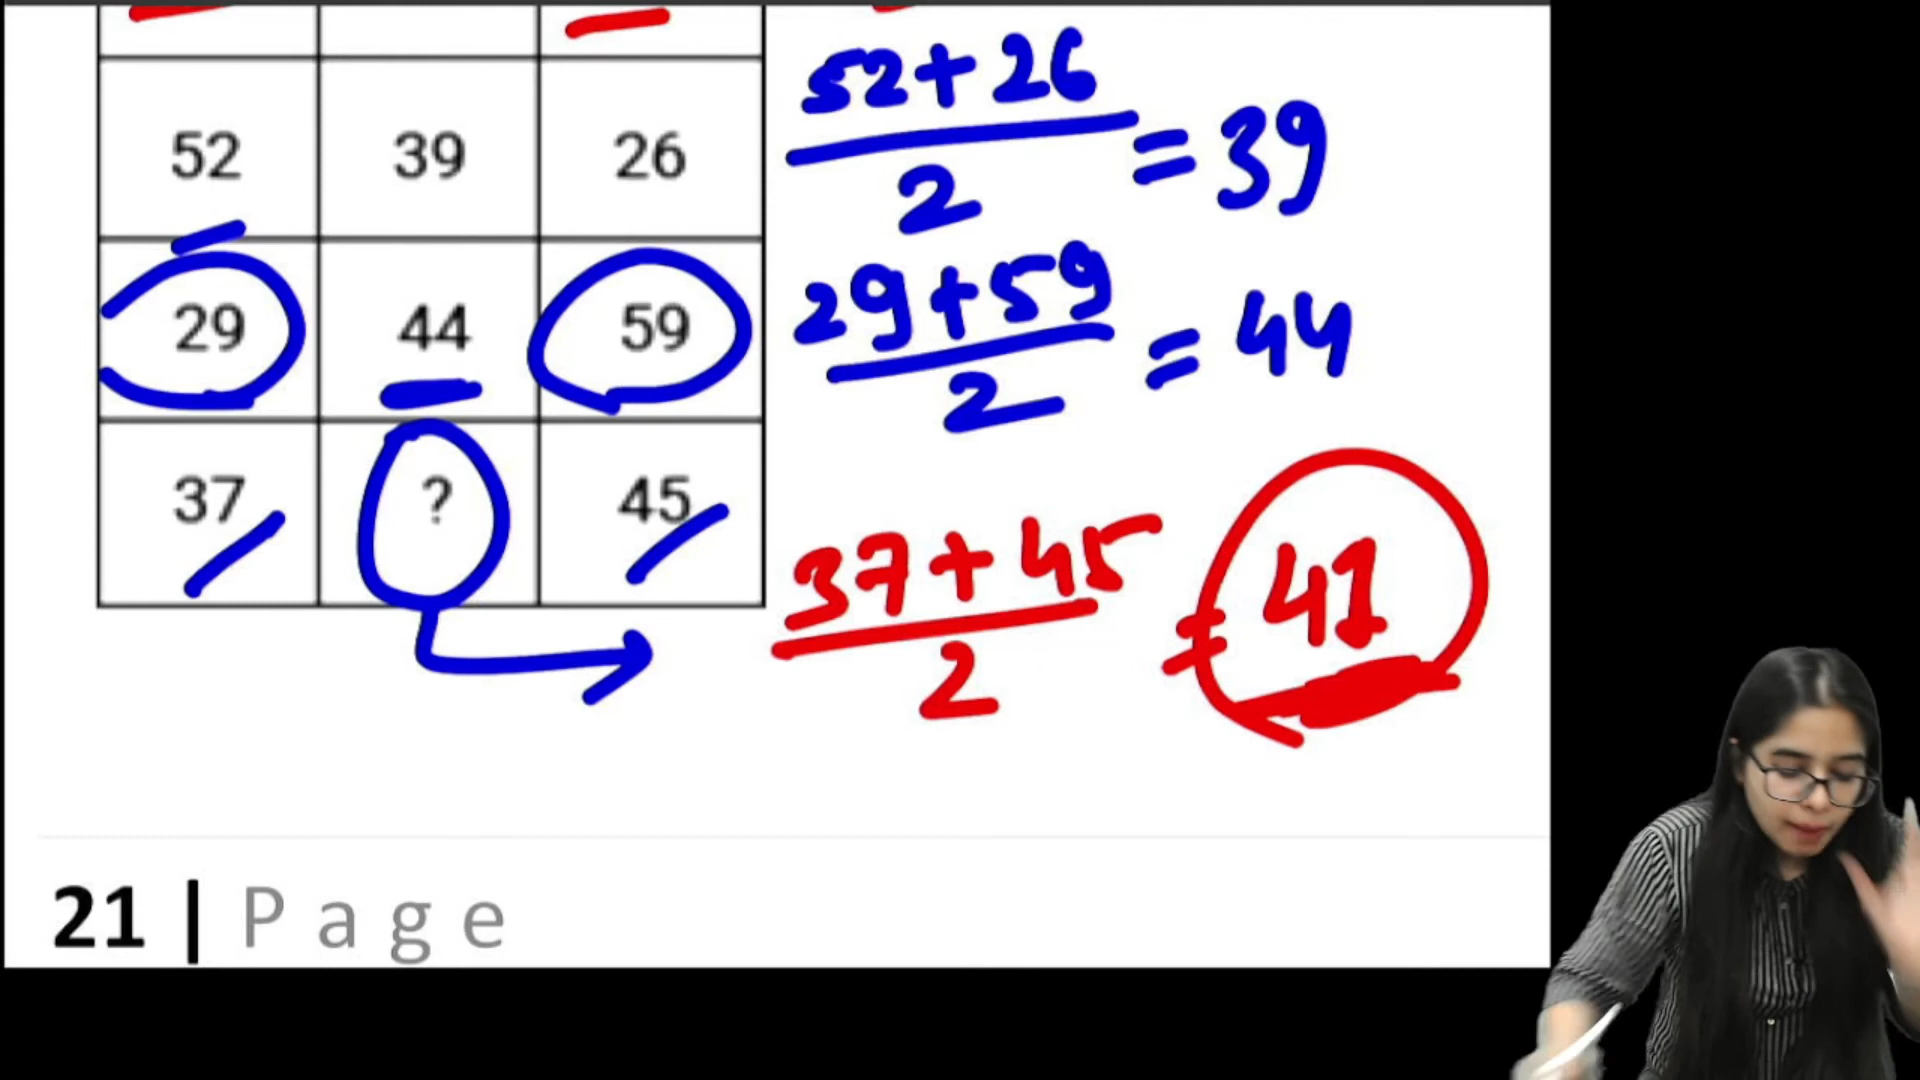 52 39 26
52+26
2
= 39
29 44 59
29+59
2
= 44
37 ? 45
37+45
2
= 41
21 | Page